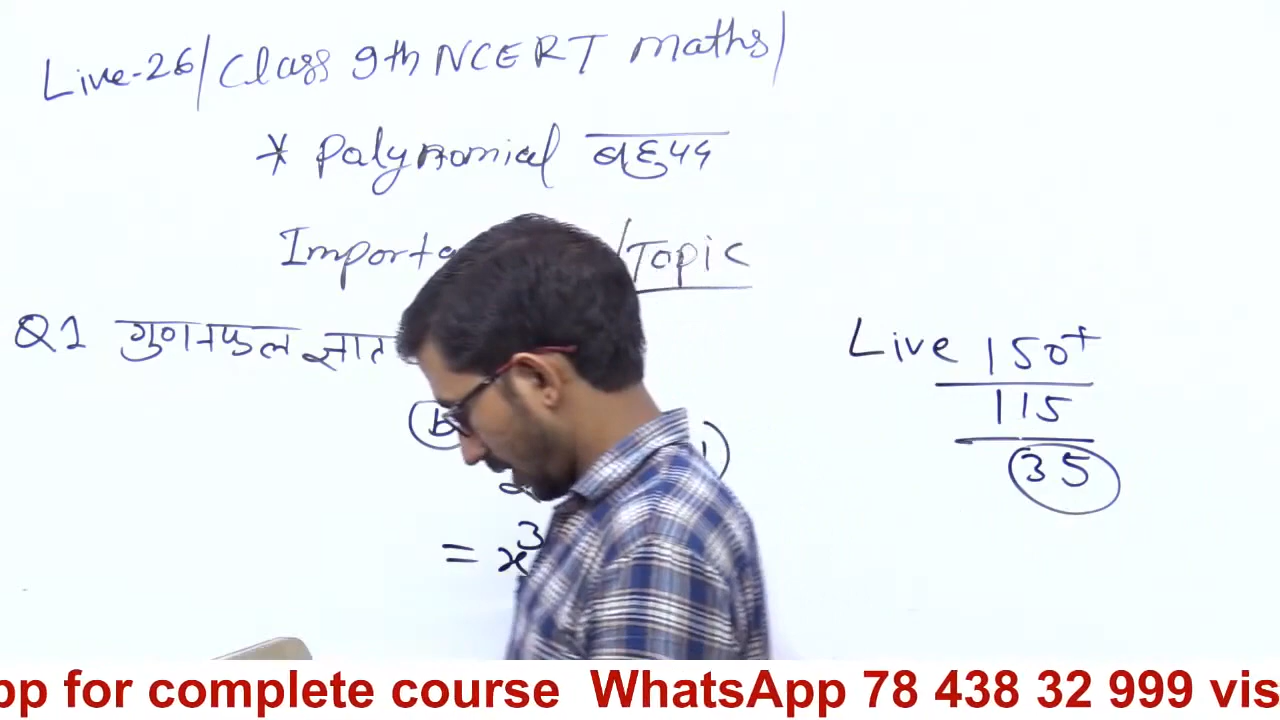 Live-26/Class 9th NCERT maths/
* Polynomial बहुपद
/Topic
Q1 गुणनफल ज्ञात
Live 150+
115
35
b
= x³
pp for complete course WhatsApp 78 438 32 999 vis